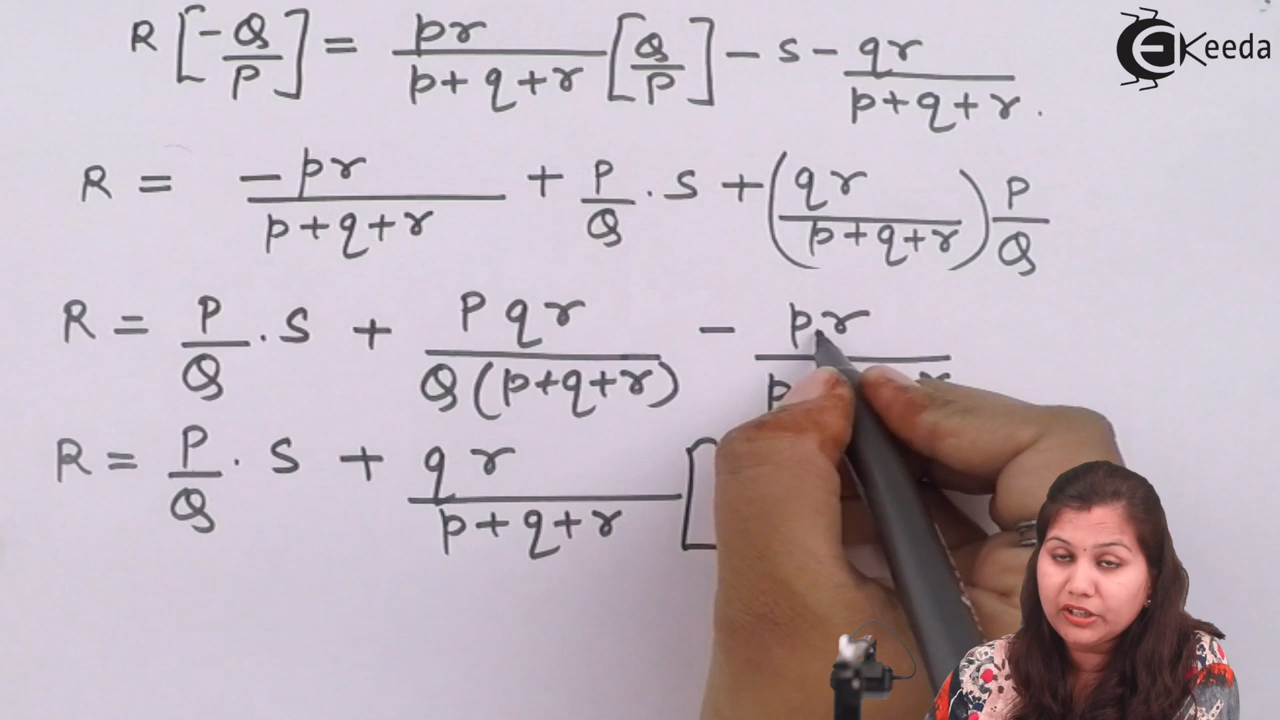 R [-Q/P] = pr/(p+q+r) [Q/P] - S - qr/(p+q+r).
Keeda
R = -pr/(p+q+r) + P/Q . S + (qr/(p+q+r)) P/Q
R = P/Q . S + Pqr/(Q(p+q+r)) - pr/p r
R = P/Q . S + qr/(p+q+r) [